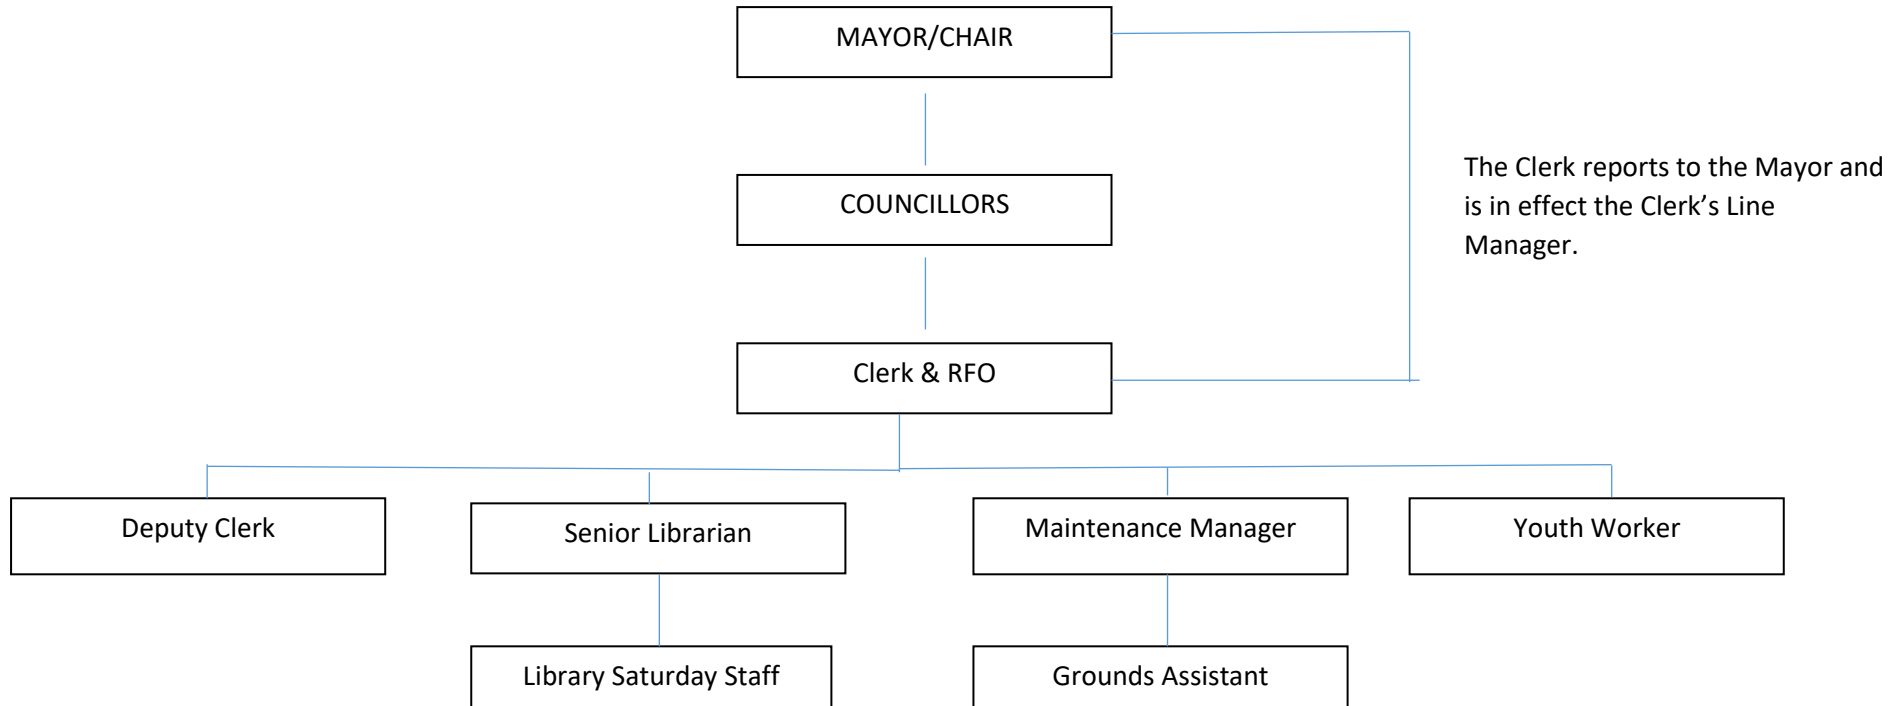 MAYOR/CHAIR
The Clerk reports to the Mayor and
is in effect the Clerk’s Line
Manager.
COUNCILLORS
Clerk & RFO
Deputy Clerk
Senior Librarian
Maintenance Manager
Youth Worker
Library Saturday Staff
Grounds Assistant